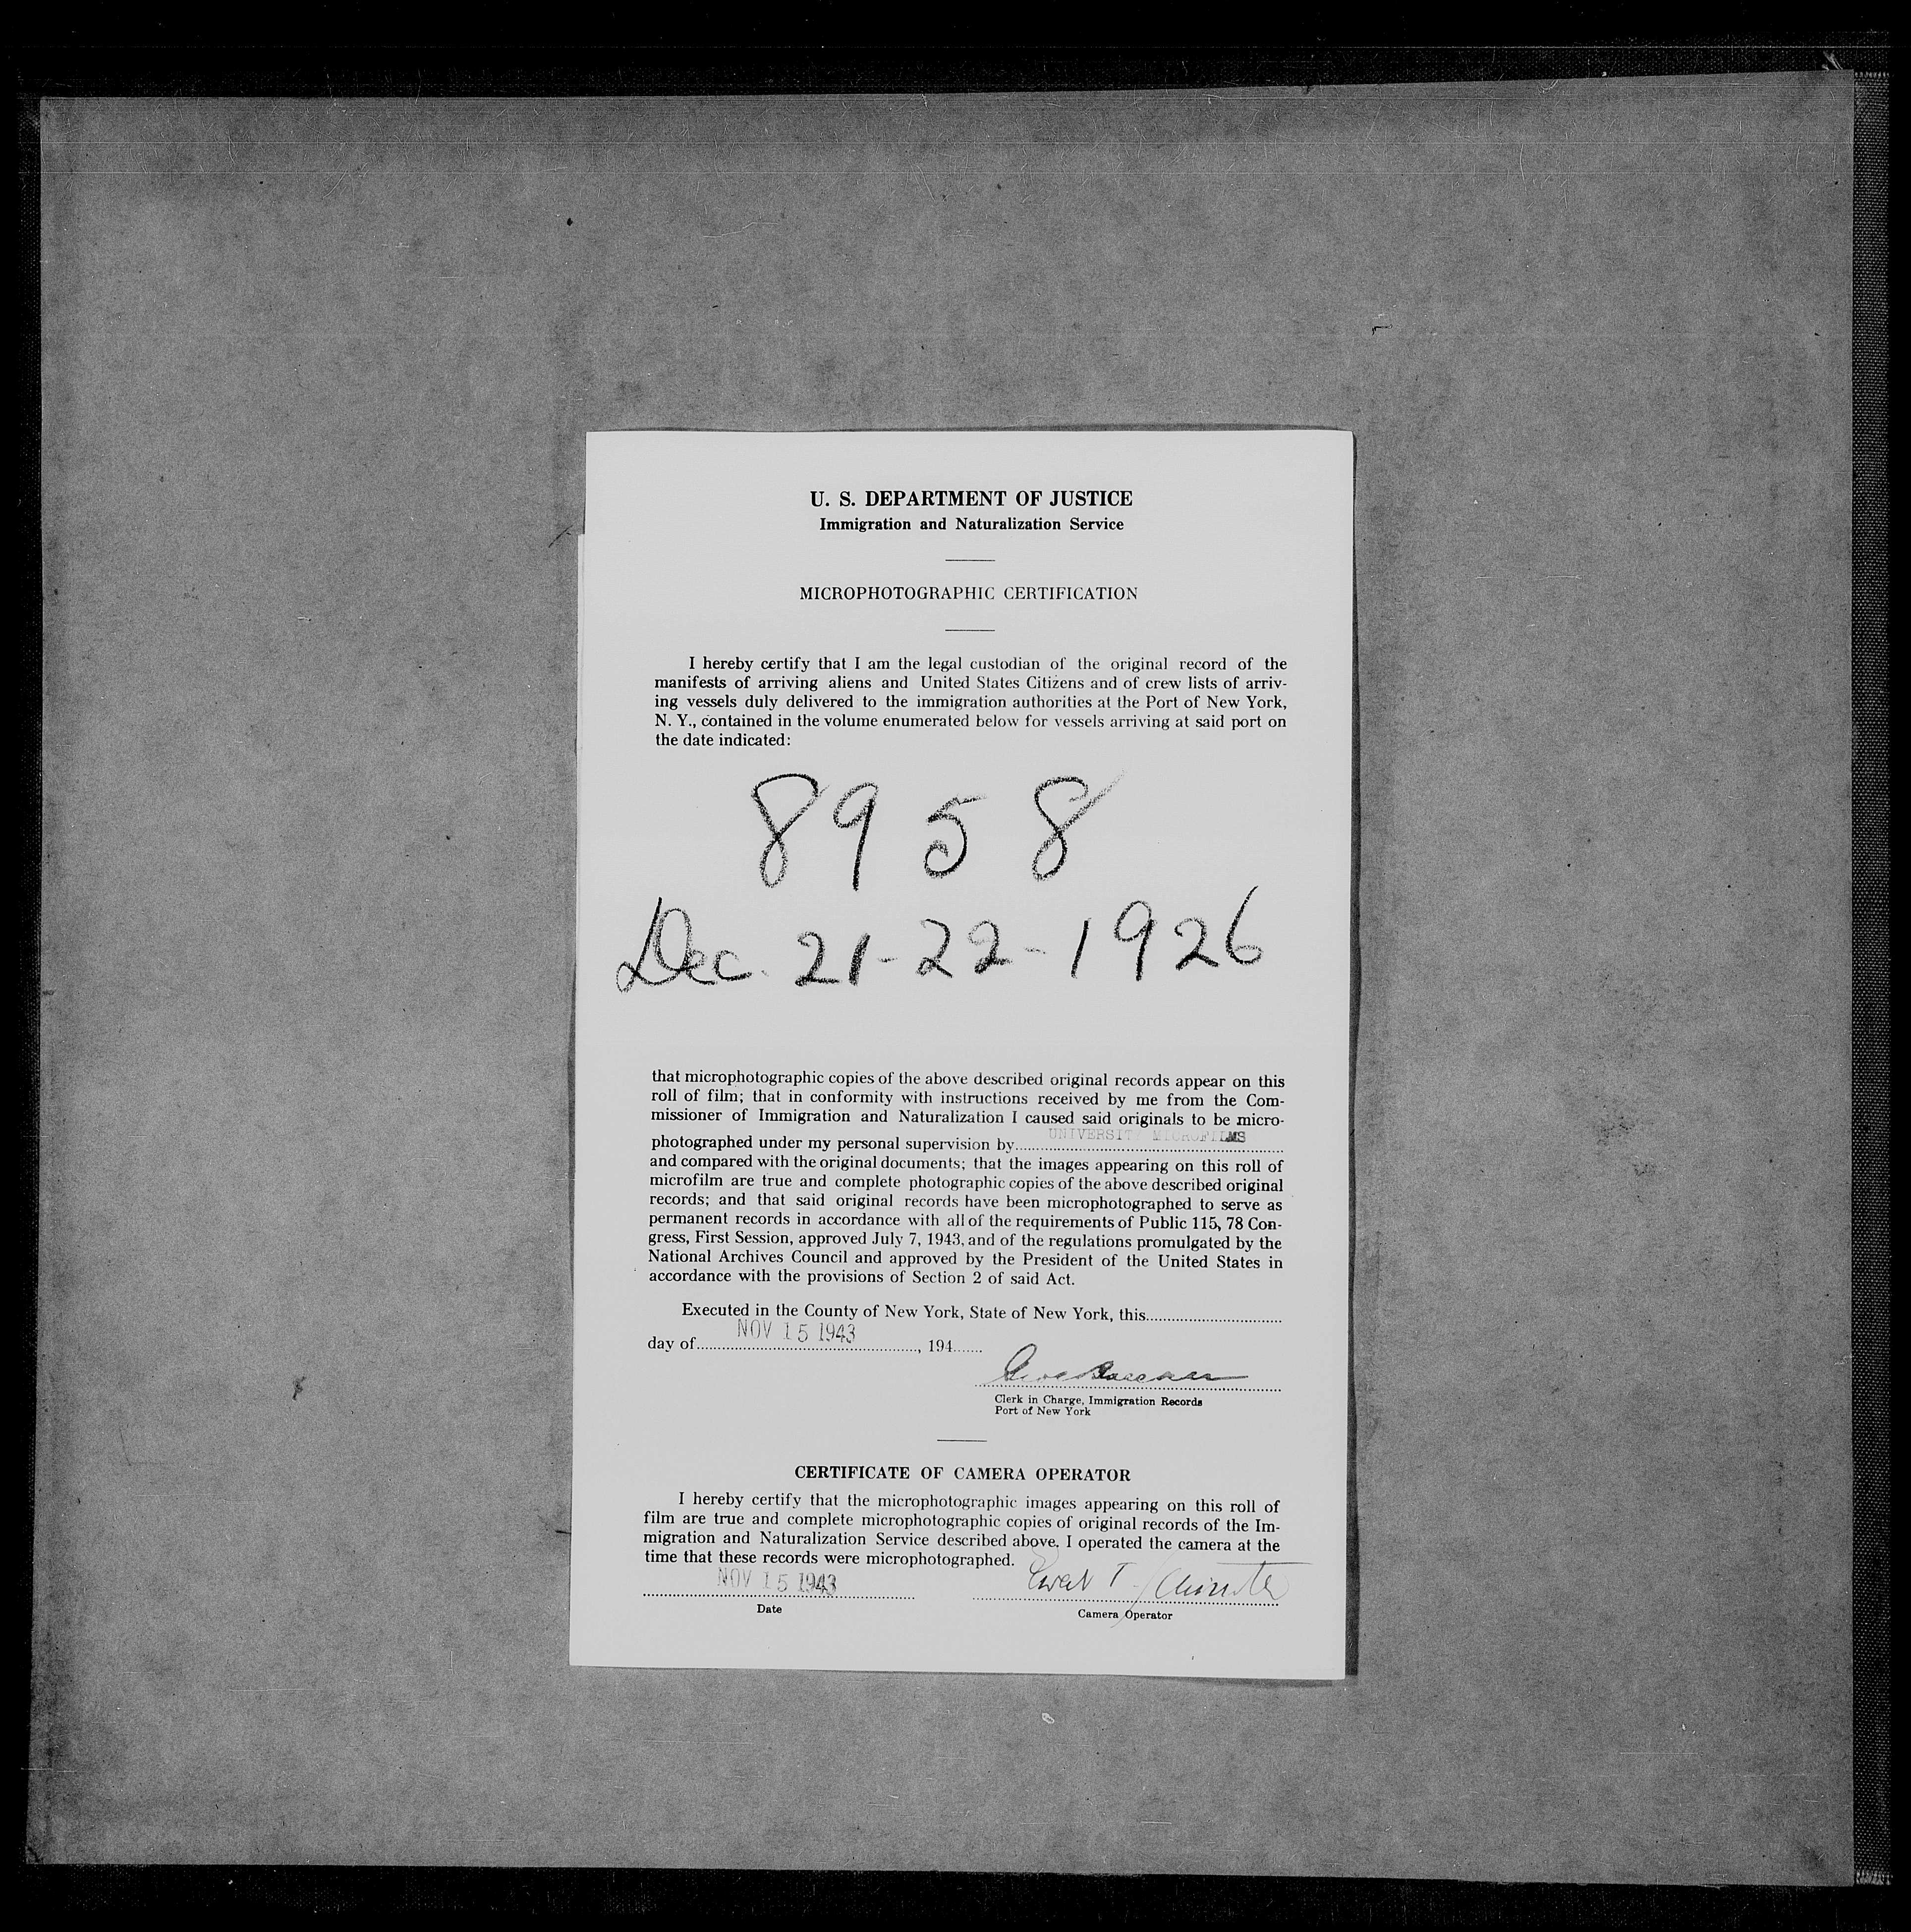 U. S. DEPARTMENT OF JUSTICE
Immigration and Naturalization Service
MICROPHOTOGRAPHIC CERTIFICATION
I hereby certify that I am the legal custodian of the original record of the
manifests of arriving aliens and United States Citizens and of crew lists of arriv-
ing vessels duly delivered to the immigration authorities at the Port of New York,
N. Y., contained in the volume enumerated below for vessels arriving at said port on
the date indicated:
8958
Dec. 21-22-1926
that microphotographic copies of the above described original records appear on this
roll of film; that in conformity with instructions received by me from the Com-
missioner of Immigration and Naturalization I caused said originals to be micro-
photographed under my personal supervision by UNIVERSITY MICROFILMS
and compared with the original documents; that the images appearing on this roll of
microfilm are true and complete photographic copies of the above described original
records; and that said original records have been microphotographed to serve as
permanent records in accordance with all of the requirements of Public 115, 78 Con-
gress, First Session, approved July 7, 1943, and of the regulations promulgated by the
National Archives Council and approved by the President of the United States in
accordance with the provisions of Section 2 of said Act.
Executed in the County of New York, State of New York, this
day of NOV 15 1943, 194
Clerk in Charge, Immigration Records
Port of New York
CERTIFICATE OF CAMERA OPERATOR
I hereby certify that the microphotographic images appearing on this roll of
film are true and complete microphotographic copies of original records of the Im-
migration and Naturalization Service described above. I operated the camera at the
time that these records were microphotographed.
NOV 15 1943
Date
Camera Operator